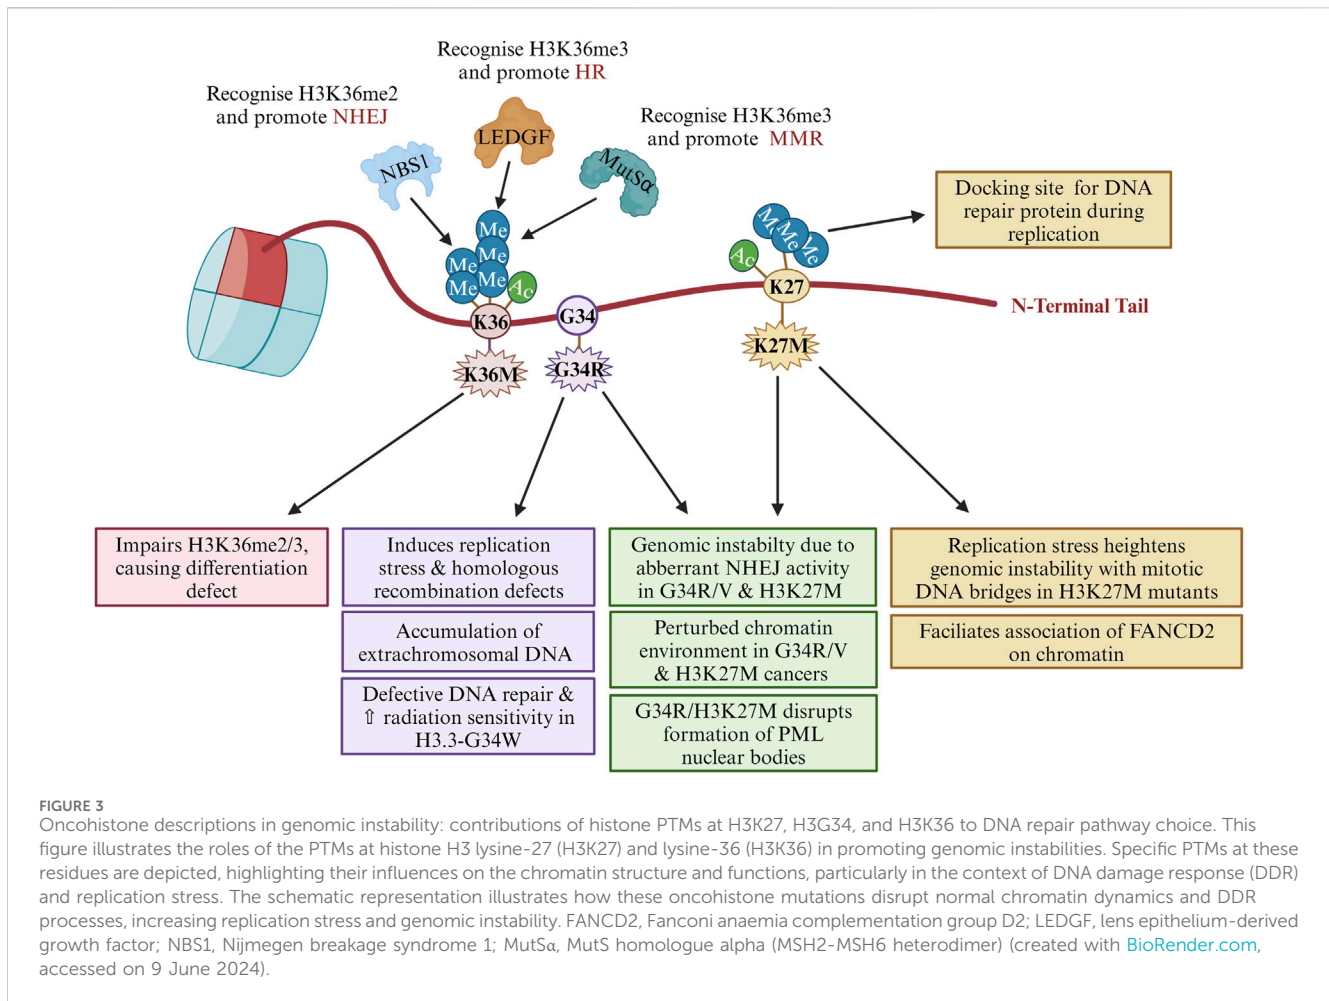 Recognise H3K36me3
and promote HR
Recognise H3K36me2
and promote NHEJ
Recognise H3K36me3
and promote MMR
LEDGF
NBS1
MutSα
Docking site for DNA
repair protein during
replication
Me
Me
Me
Me
Me
Ac
M
Me
Me
Ac
K36
G34
K27
N-Terminal Tail
K36M
G34R
K27M
Impairs H3K36me2/3,
causing differentiation
defect
Induces replication
stress & homologous
recombination defects
Accumulation of
extrachromosomal DNA
Defective DNA repair &
⇑ radiation sensitivity in
H3.3-G34W
Genomic instabilty due to
abberrant NHEJ activity
in G34R/V & H3K27M
Perturbed chromatin
environment in G34R/V
& H3K27M cancers
G34R/H3K27M disrupts
formation of PML
nuclear bodies
Replication stress heightens
genomic instability with mitotic
DNA bridges in H3K27M mutants
Faciliates association of FANCD2
on chromatin
FIGURE 3
Oncohistone descriptions in genomic instability: contributions of histone PTMs at H3K27, H3G34, and H3K36 to DNA repair pathway choice. This
figure illustrates the roles of the PTMs at histone H3 lysine-27 (H3K27) and lysine-36 (H3K36) in promoting genomic instabilities. Specific PTMs at these
residues are depicted, highlighting their influences on the chromatin structure and functions, particularly in the context of DNA damage response (DDR)
and replication stress. The schematic representation illustrates how these oncohistone mutations disrupt normal chromatin dynamics and DDR
processes, increasing replication stress and genomic instability. FANCD2, Fanconi anaemia complementation group D2; LEDGF, lens epithelium-derived
growth factor; NBS1, Nijmegen breakage syndrome 1; MutSα, MutS homologue alpha (MSH2-MSH6 heterodimer) (created with BioRender.com,
accessed on 9 June 2024).